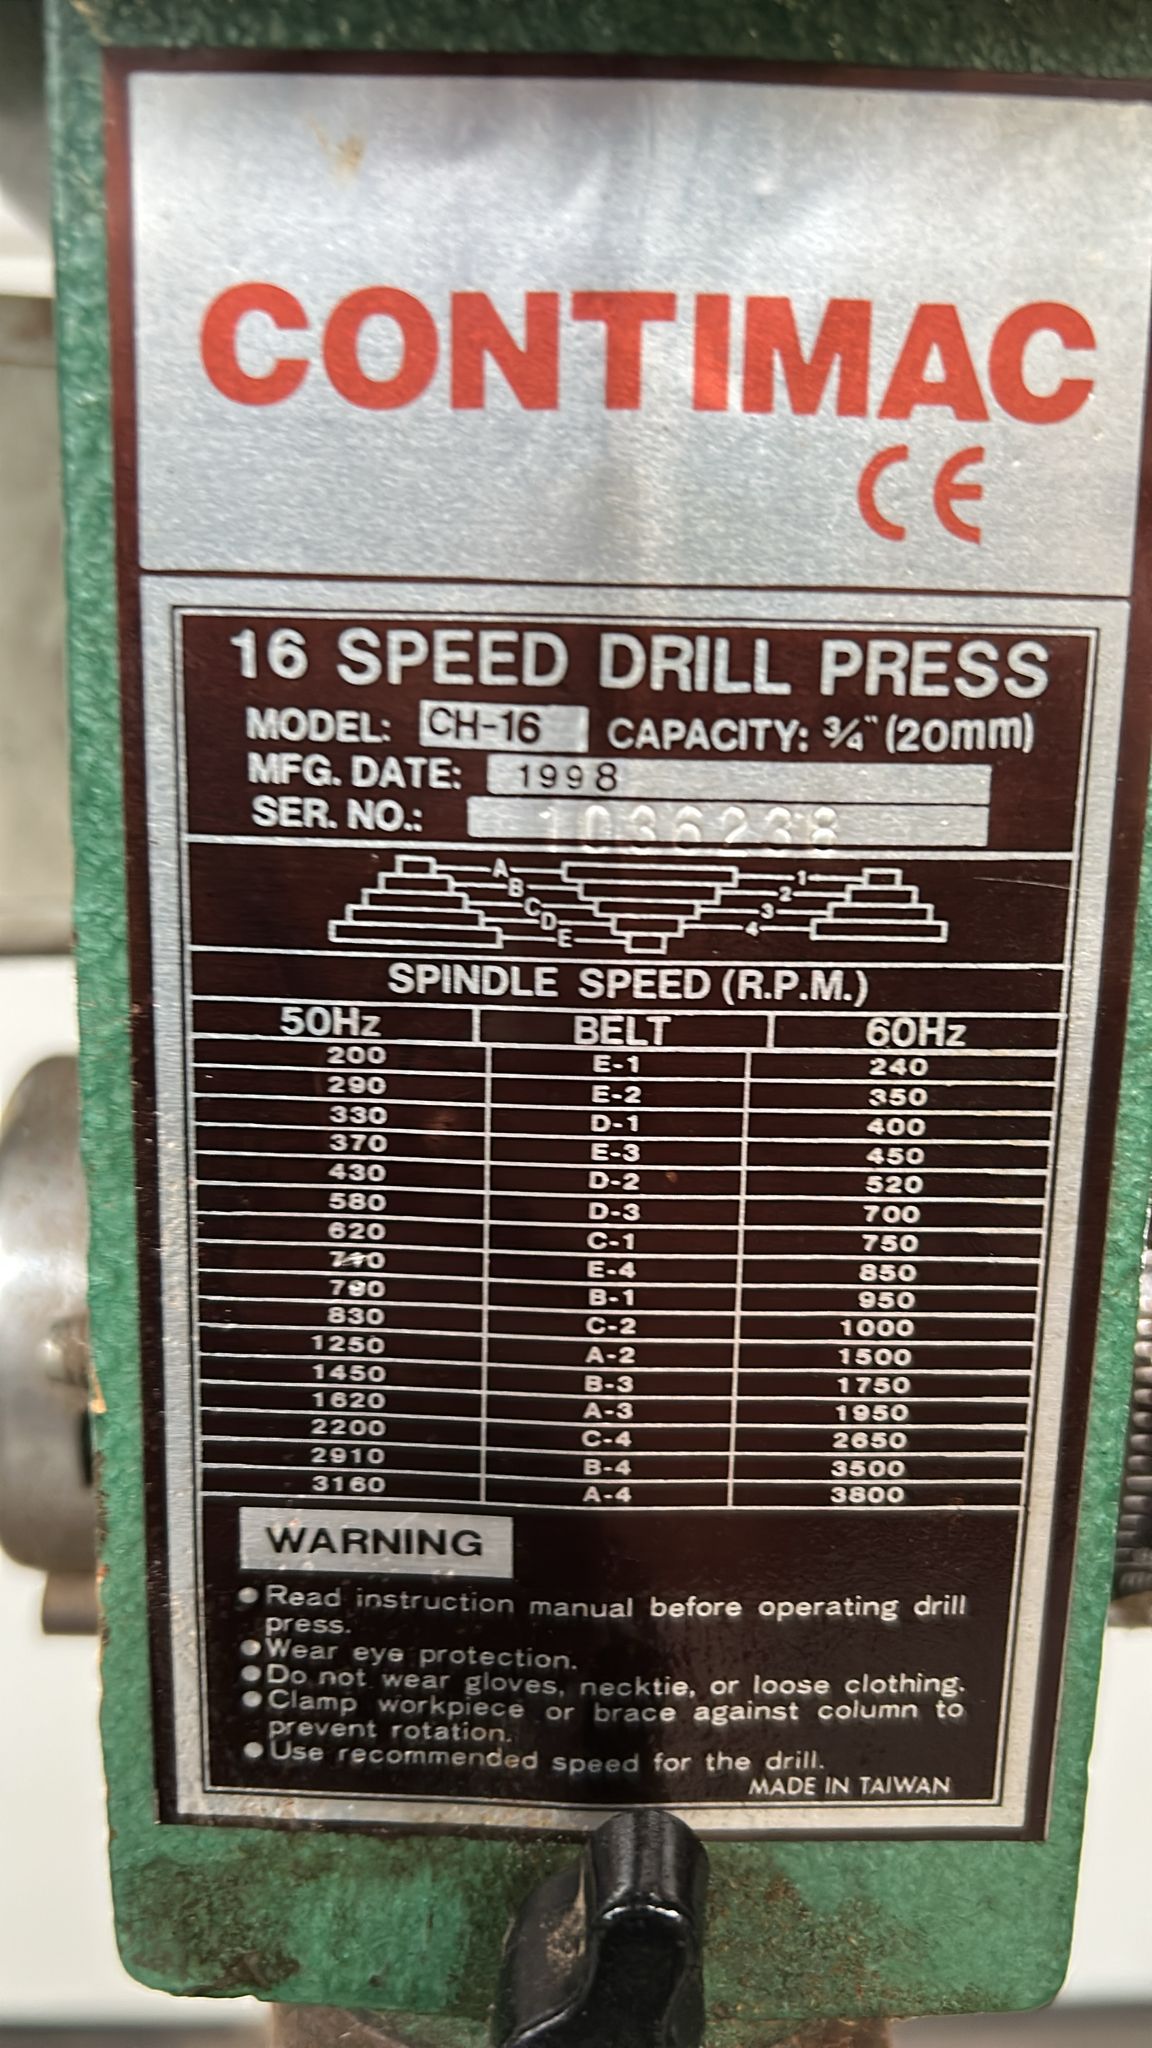 CONTIMAC
CE
16 SPEED DRILL PRESS
MODEL: CH-16 CAPACITY: 3/4" (20mm)
MFG. DATE: 1998
SER. NO.: 1036238
A 1
B 2
C 3
D 4
E
SPINDLE SPEED (R.P.M.)
50Hz BELT 60Hz
200 E-1 240
290 E-2 350
330 D-1 400
370 E-3 450
430 D-2 520
580 D-3 700
620 C-1 750
E-4 850
790 B-1 950
830 C-2 1000
1250 A-2 1500
1450 B-3 1750
1620 A-3 1950
2200 C-4 2650
2910 B-4 3500
3160 A-4 3800
WARNING
●Read instruction manual before operating drill
press.
●Wear eye protection.
●Do not wear gloves, necktie, or loose clothing.
●Clamp workpiece or brace against column to
prevent rotation.
●Use recommended speed for the drill.
MADE IN TAIWAN